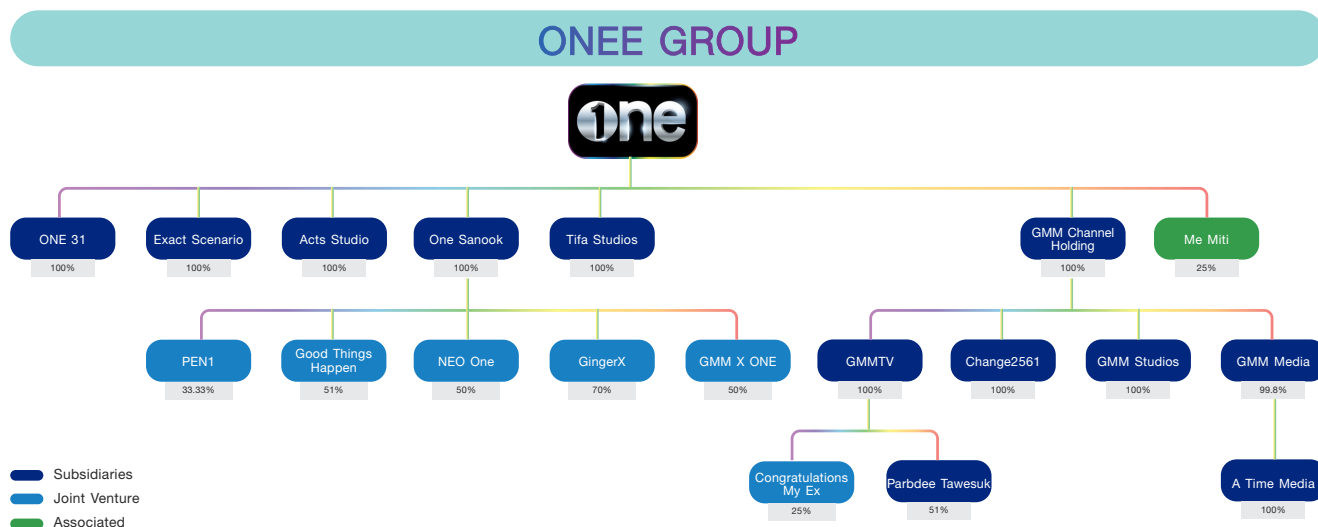 ONEE GROUP
one
ONE 31
100%
Exact Scenario
100%
Acts Studio
100%
One Sanook
100%
Tifa Studios
100%
GMM Channel
Holding
100%
Me Miti
25%
PEN1
33.33%
Good Things
Happen
51%
NEO One
50%
GingerX
70%
GMM X ONE
50%
GMMTV
100%
Change2561
100%
GMM Studios
100%
GMM Media
99.8%
Congratulations
My Ex
25%
Parbdee Tawesuk
51%
A Time Media
100%
Subsidiaries
Joint Venture
Associated